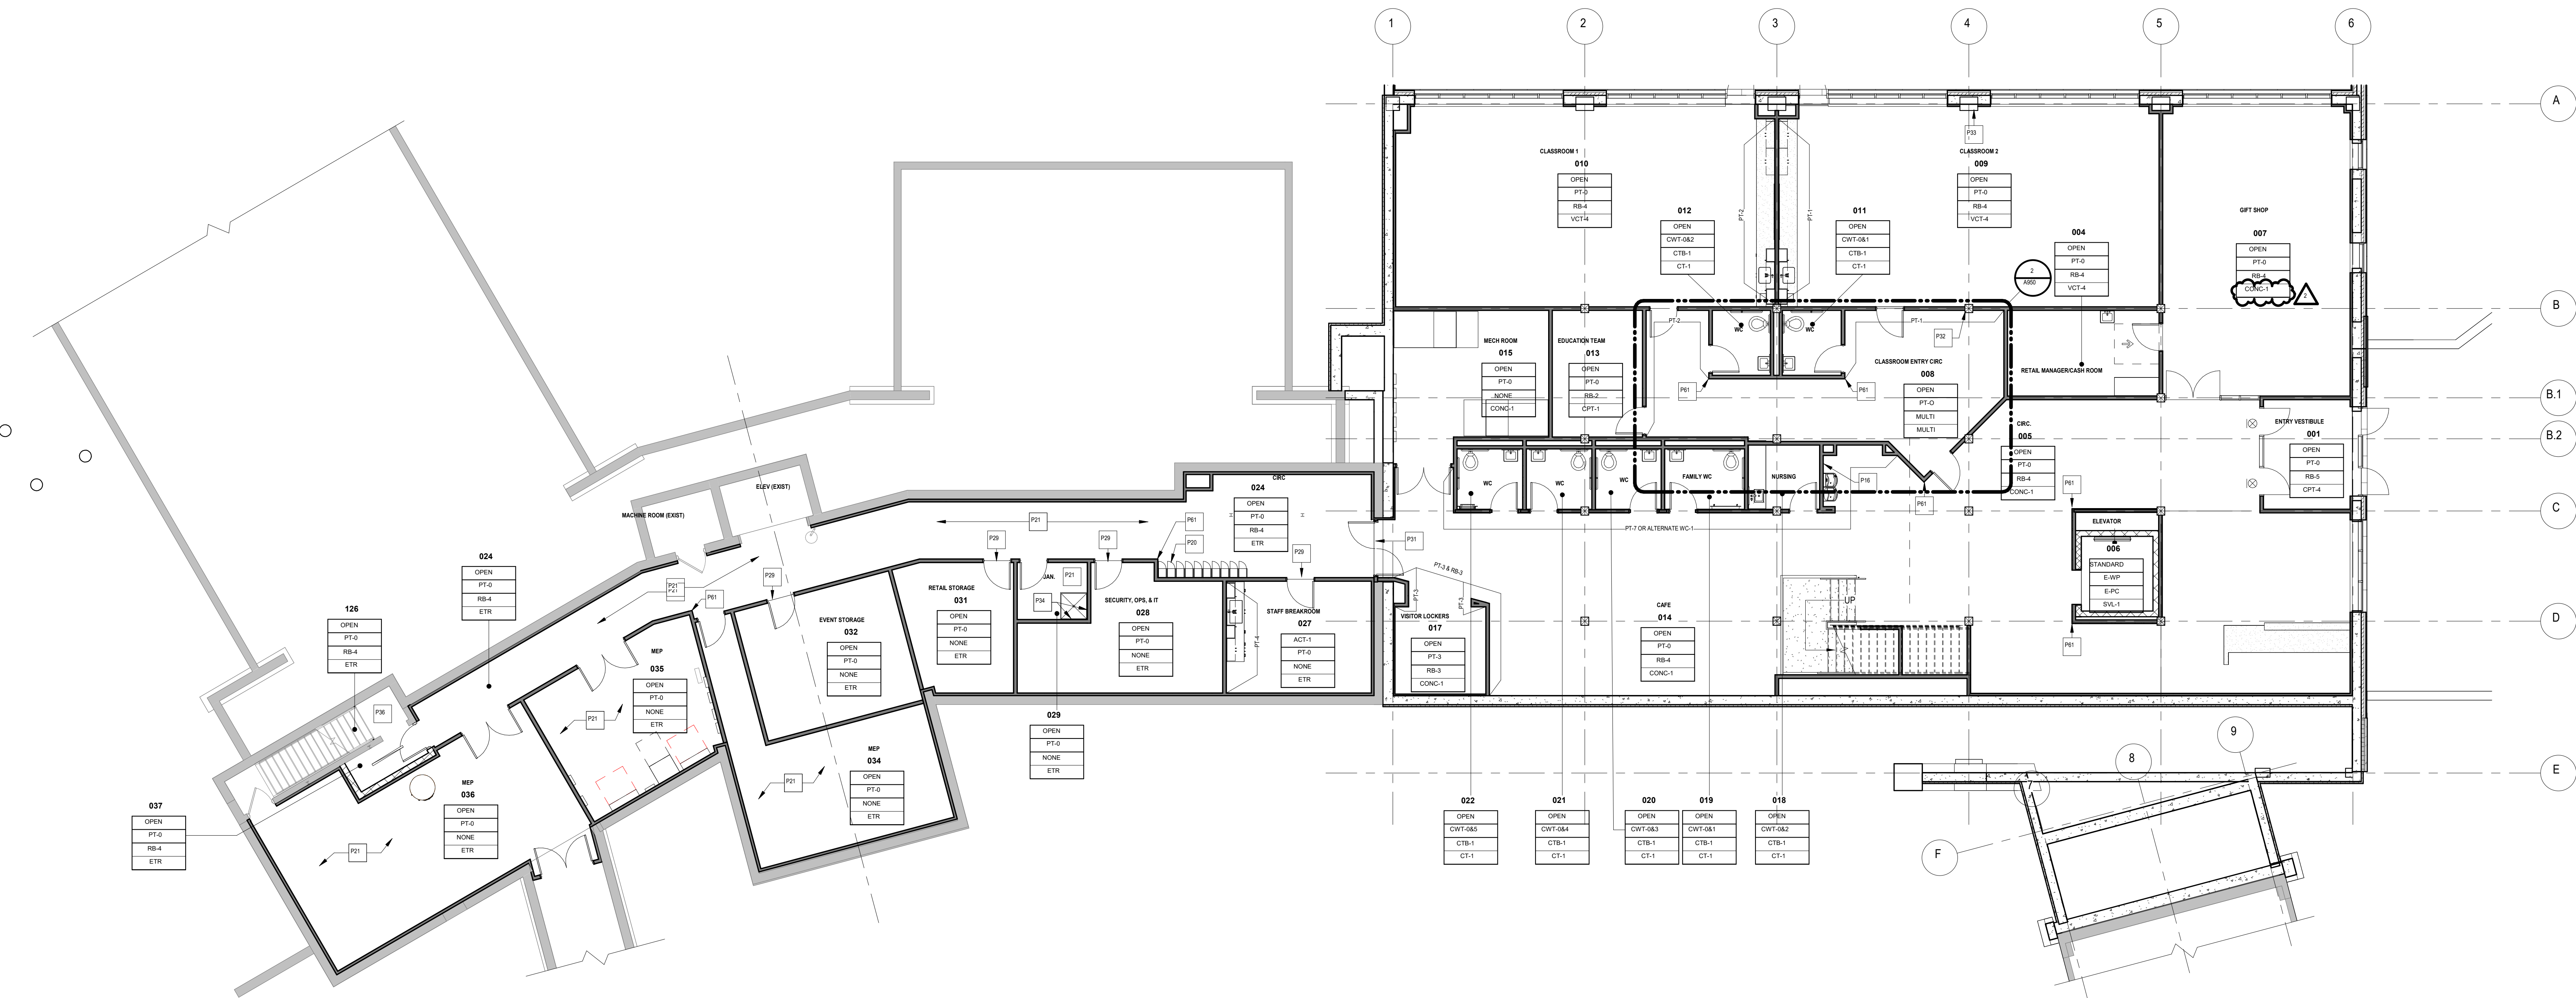 1
2
3
4
5
6
A
P33
CLASSROOM 1
010
OPEN
PT-0
RB-4
VCT-4
CLASSROOM 2
009
OPEN
PT-0
RB-4
VCT-4
PT-2
PT-1
012
OPEN
CWT-0&2
CTB-1
CT-1
011
OPEN
CWT-0&1
CTB-1
CT-1
GIFT SHOP
007
OPEN
PT-0
RB-4
CONC-1
2
004
OPEN
PT-0
RB-4
VCT-4
2
A950
B
PT-2
PT-1
WC
WC
P32
MECH ROOM
015
OPEN
PT-0
NONE
CONC-1
EDUCATION TEAM
013
OPEN
PT-0
RB-2
CPT-1
P61
P61
CLASSROOM ENTRY CIRC
008
OPEN
PT-O
MULTI
MULTI
RETAIL MANAGER/CASH ROOM
B.1
B.2
CIRC.
005
OPEN
PT-0
RB-4
CONC-1
ENTRY VESTIBULE
001
OPEN
PT-0
RB-5
CPT-4
WC
WC
WC
FAMILY WC
NURSING
P16
P61
P61
C
PT-7 OR ALTERNATE WC-1
ELEVATOR
006
STANDARD
E-WP
E-PC
SVL-1
P61
ELEV (EXIST)
MACHINE ROOM (EXIST)
CIRC
024
OPEN
PT-0
RB-4
ETR
P21
P61
P20
P29
P29
P29
P29
P31
024
OPEN
PT-0
RB-4
ETR
P21
P21
P61
JAN.
P21
P34
RETAIL STORAGE
031
OPEN
PT-0
NONE
ETR
SECURITY, OPS, & IT
028
OPEN
PT-0
NONE
ETR
PT-4
STAFF BREAKROOM
027
ACT-1
PT-0
NONE
ETR
PT-3 & RB-3
PT-3
PT-3
VISITOR LOCKERS
017
OPEN
PT-3
RB-3
CONC-1
CAFE
014
OPEN
PT-0
RB-4
CONC-1
UP
D
126
OPEN
PT-0
RB-4
ETR
P36
EVENT STORAGE
032
OPEN
PT-0
NONE
ETR
MEP
035
OPEN
PT-0
NONE
ETR
P21
029
OPEN
PT-0
NONE
ETR
MEP
034
OPEN
PT-0
NONE
ETR
P21
MEP
036
OPEN
PT-0
NONE
ETR
P21
037
OPEN
PT-0
RB-4
ETR
022
OPEN
CWT-0&5
CTB-1
CT-1
021
OPEN
CWT-0&4
CTB-1
CT-1
020
OPEN
CWT-0&3
CTB-1
CT-1
019
OPEN
CWT-0&1
CTB-1
CT-1
018
OPEN
CWT-0&2
CTB-1
CT-1
7
8
9
E
F